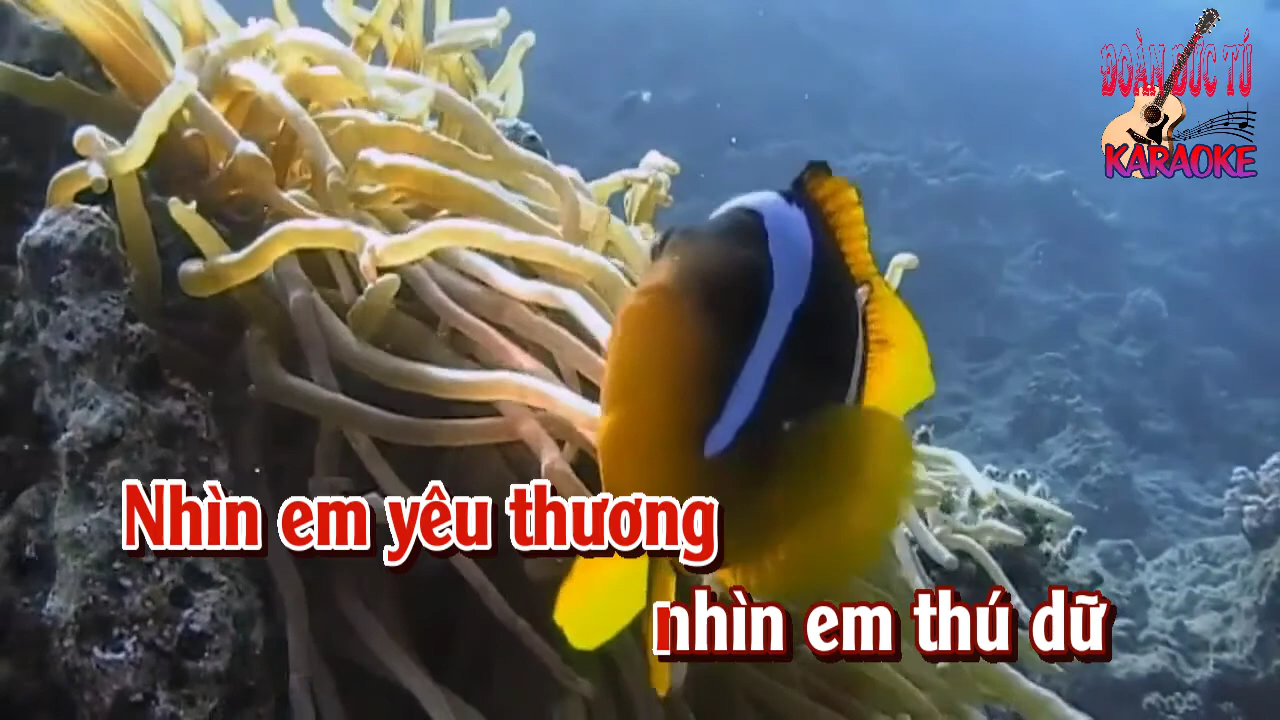 ĐOÀN ĐỨC TÚ
KARAOKE
Nhìn em yêu thương
nhìn em thú dữ